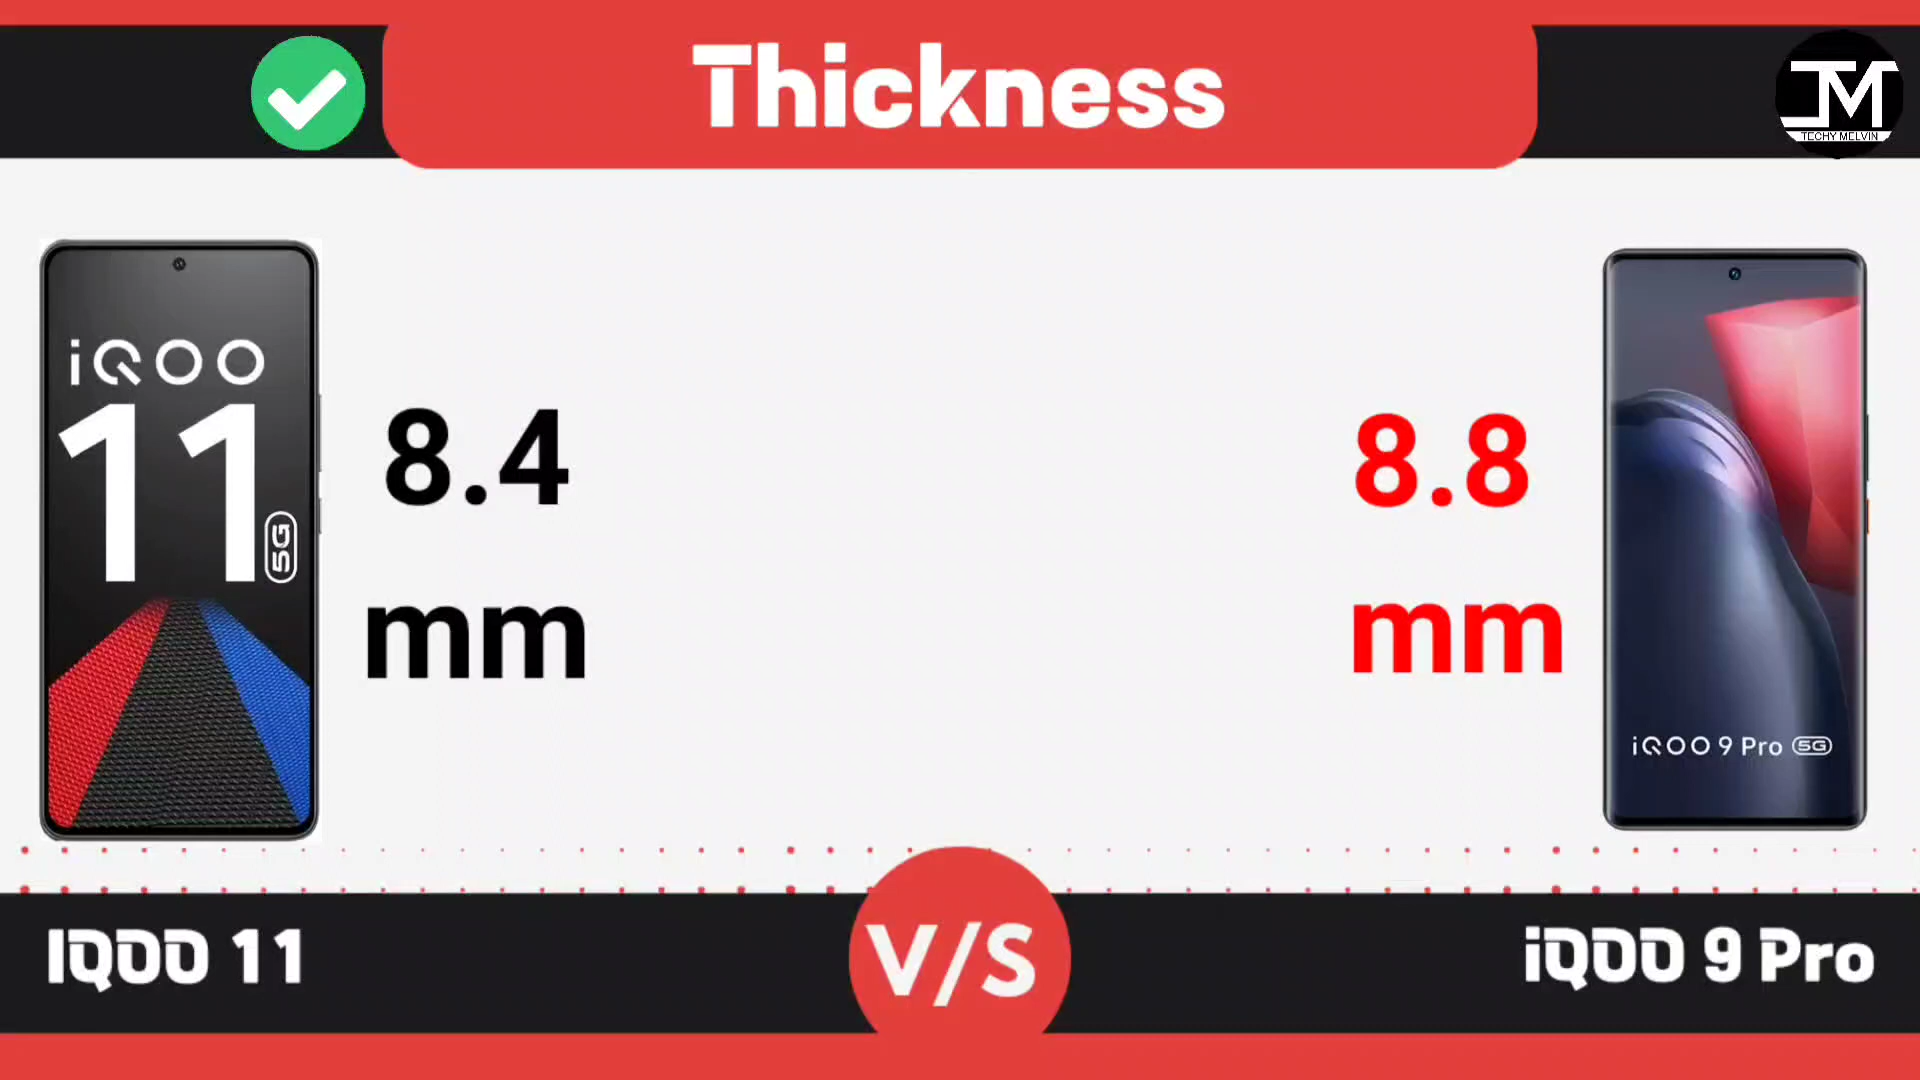 Thickness
TM
TECHY MELVIN
iQOO
11
5G
8.4
mm
8.8
mm
iQOO 9 Pro 5G
IQOO 11
V/S
iQOO 9 Pro